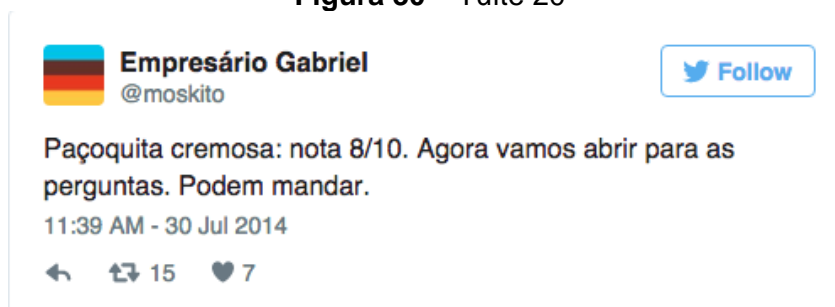 Empresário Gabriel
@moskito
Follow
Paçoquita cremosa: nota 8/10. Agora vamos abrir para as
perguntas. Podem mandar.
11:39 AM - 30 Jul 2014
15 7